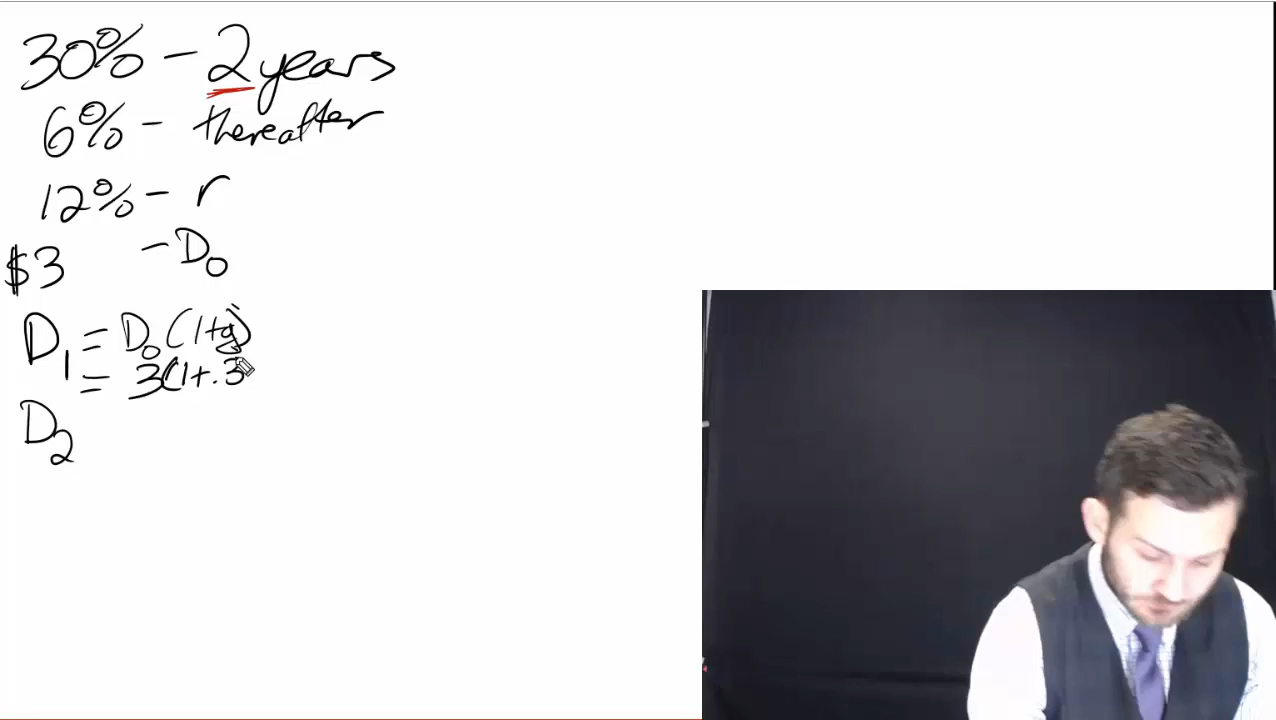 30% - 2 years
6% - thereafter
12% - r
$3 - D₀
D₁ = D₀(1+g)
= 3(1+.3
D₂